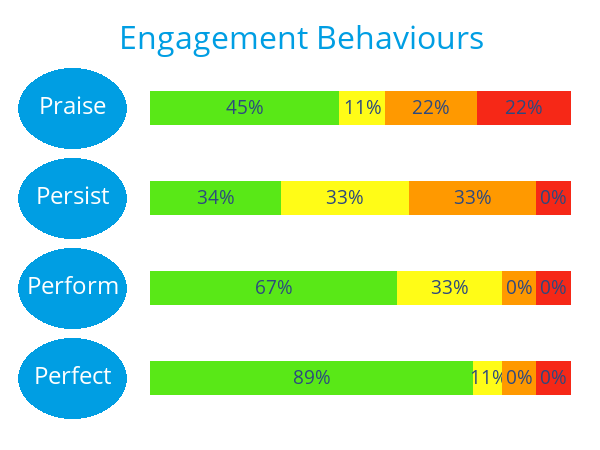 Engagement Behaviours
Praise 45% 11% 22% 22%
Persist 34% 33% 33% 0%
Perform 67% 33% 0% 0%
Perfect 89% 11% 0% 0%